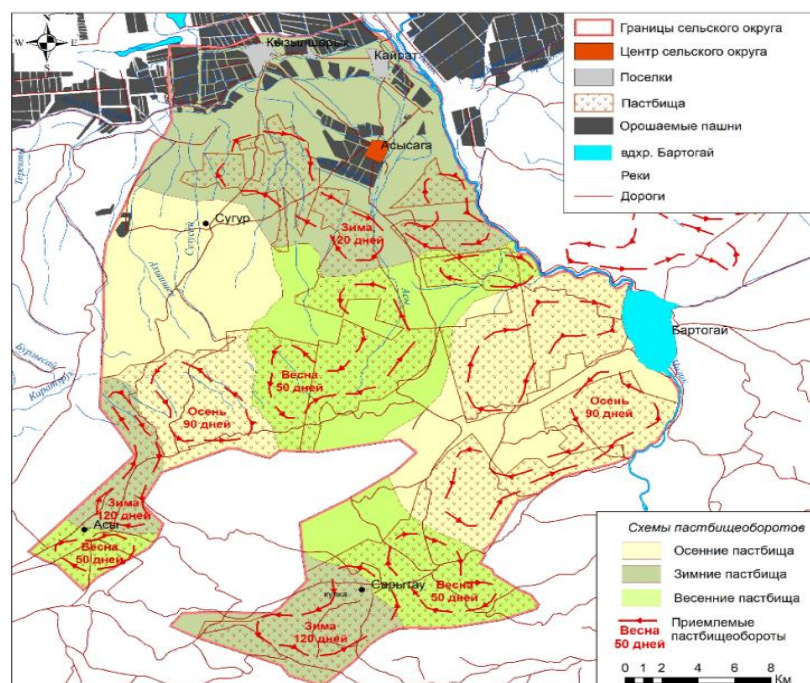 N
W
E
S
Кызылшарык
Кайрат
Асысага
Сугур
Зима
120 дней
Бартогай
Весна
50 дней
Осень
90 дней
Осень
90 дней
Зима
120 дней
Асы
Весна
50 дней
Сарытау
Весна
50 дней
Зима
120 дней
Асы
Границы сельского округа
Центр сельского округа
Поселки
Пастбища
Орошаемые пашни
вдхр. Бартогай
Реки
Дороги
Схемы пастбищеоборотов
Осенние пастбища
Зимние пастбища
Весенние пастбища
Весна
50 дней
Приемлемые
пастбищеобороты
0 1 2 4 6 8
Км